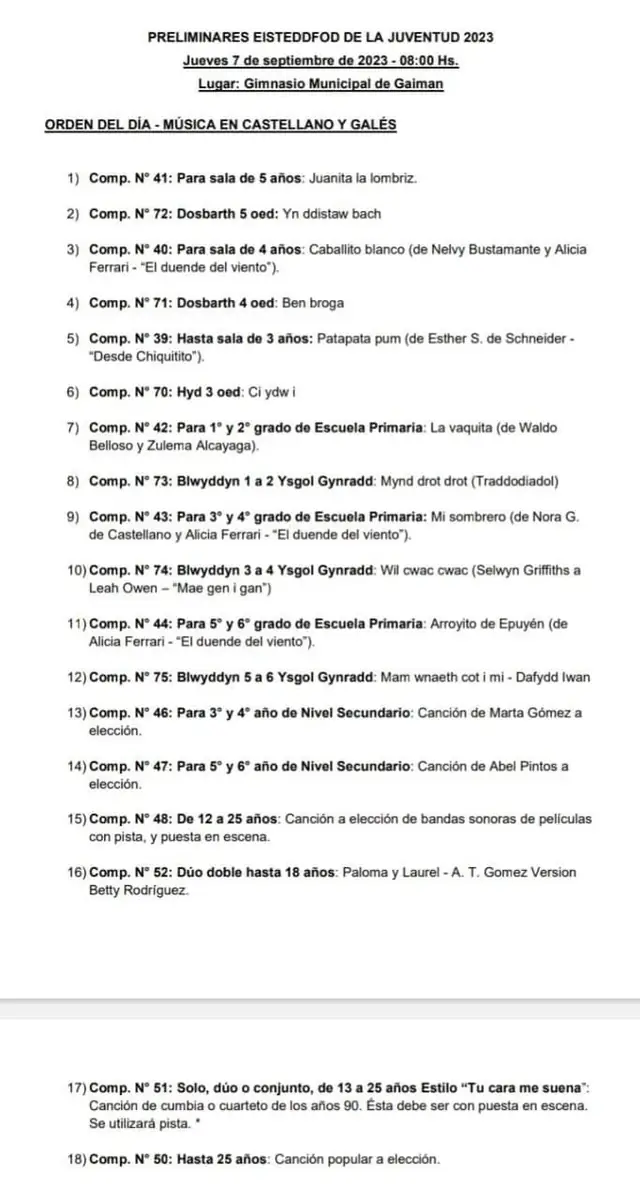 PRELIMINARES EISTEDDFOD DE LA JUVENTUD 2023
Jueves 7 de septiembre de 2023 - 08:00 Hs.
Lugar: Gimnasio Municipal de Gaiman
ORDEN DEL DÍA - MÚSICA EN CASTELLANO Y GALÉS
1) Comp. N° 41: Para sala de 5 años: Juanita la lombriz.
2) Comp. N° 72: Dosbarth 5 oed: Yn ddistaw bach
3) Comp. N° 40: Para sala de 4 años: Caballito blanco (de Nelvy Bustamante y Alicia
Ferrari - “El duende del viento”).
4) Comp. N° 71: Dosbarth 4 oed: Ben broga
5) Comp. N° 39: Hasta sala de 3 años: Patapata pum (de Esther S. de Schneider -
“Desde Chiquitito”).
6) Comp. N° 70: Hyd 3 oed: Ci ydw i
7) Comp. N° 42: Para 1° y 2° grado de Escuela Primaria: La vaquita (de Waldo
Belloso y Zulema Alcayaga).
8) Comp. N° 73: Blwyddyn 1 a 2 Ysgol Gynradd: Mynd drot drot (Traddodiadol)
9) Comp. N° 43: Para 3° y 4° grado de Escuela Primaria: Mi sombrero (de Nora G.
de Castellano y Alicia Ferrari - “El duende del viento”).
10) Comp. N° 74: Blwyddyn 3 a 4 Ysgol Gynradd: Wil cwac cwac (Selwyn Griffiths a
Leah Owen – “Mae gen i gan”)
11) Comp. N° 44: Para 5° y 6° grado de Escuela Primaria: Arroyito de Epuyén (de
Alicia Ferrari - “El duende del viento”).
12) Comp. N° 75: Blwyddyn 5 a 6 Ysgol Gynradd: Mam wnaeth cot i mi - Dafydd Iwan
13) Comp. N° 46: Para 3° y 4° año de Nivel Secundario: Canción de Marta Gómez a
elección.
14) Comp. N° 47: Para 5° y 6° año de Nivel Secundario: Canción de Abel Pintos a
elección.
15) Comp. N° 48: De 12 a 25 años: Canción a elección de bandas sonoras de películas
con pista, y puesta en escena.
16) Comp. N° 52: Dúo doble hasta 18 años: Paloma y Laurel - A. T. Gomez Version
Betty Rodríguez.
17) Comp. N° 51: Solo, dúo o conjunto, de 13 a 25 años Estilo “Tu cara me suena”:
Canción de cumbia o cuarteto de los años 90. Ésta debe ser con puesta en escena.
Se utilizará pista. *
18) Comp. N° 50: Hasta 25 años: Canción popular a elección.